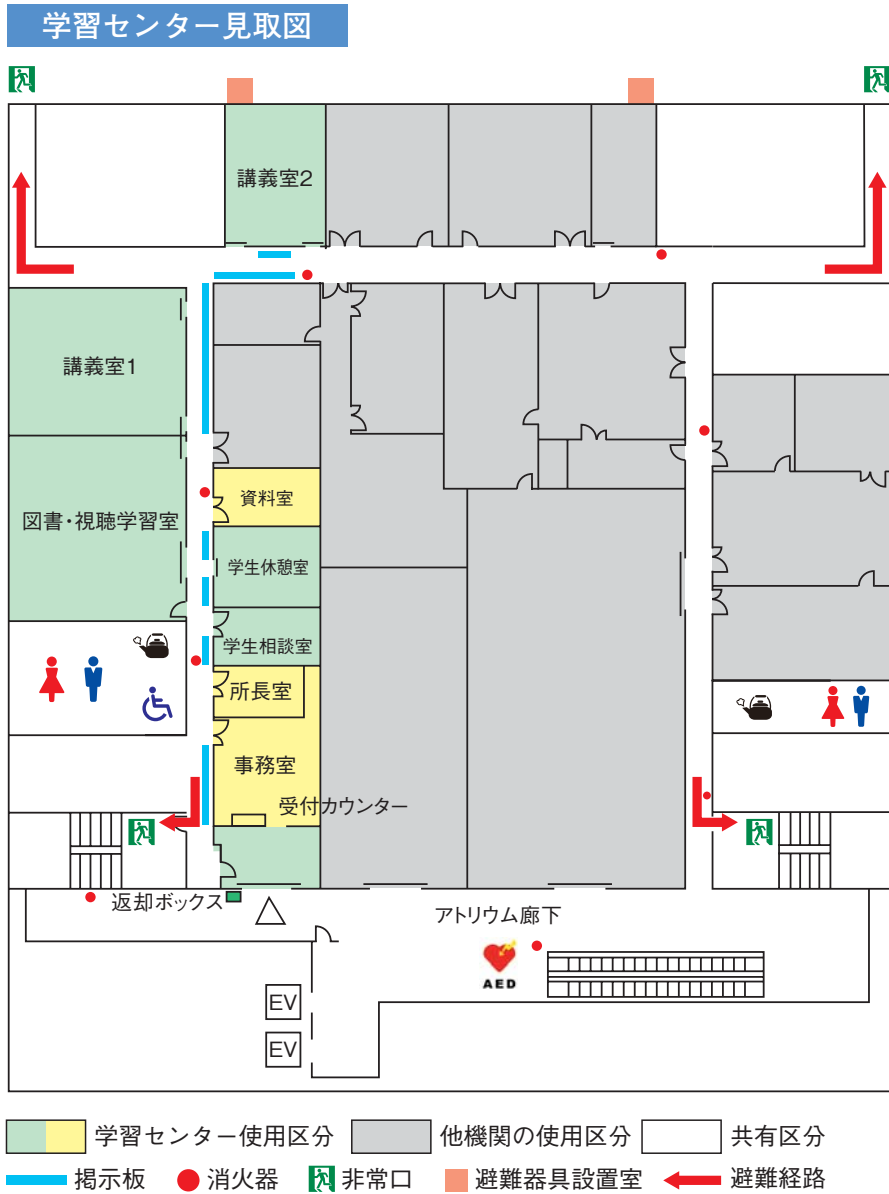 学習センター見取図
講義室2
講義室1
資料室
図書・視聴学習室
学生休憩室
学生相談室
所長室
事務室
受付カウンター
返却ボックス
アトリウム廊下
AED
EV
EV
学習センター使用区分
他機関の使用区分
共有区分
掲示板
消火器
非常口
避難器具設置室
避難経路